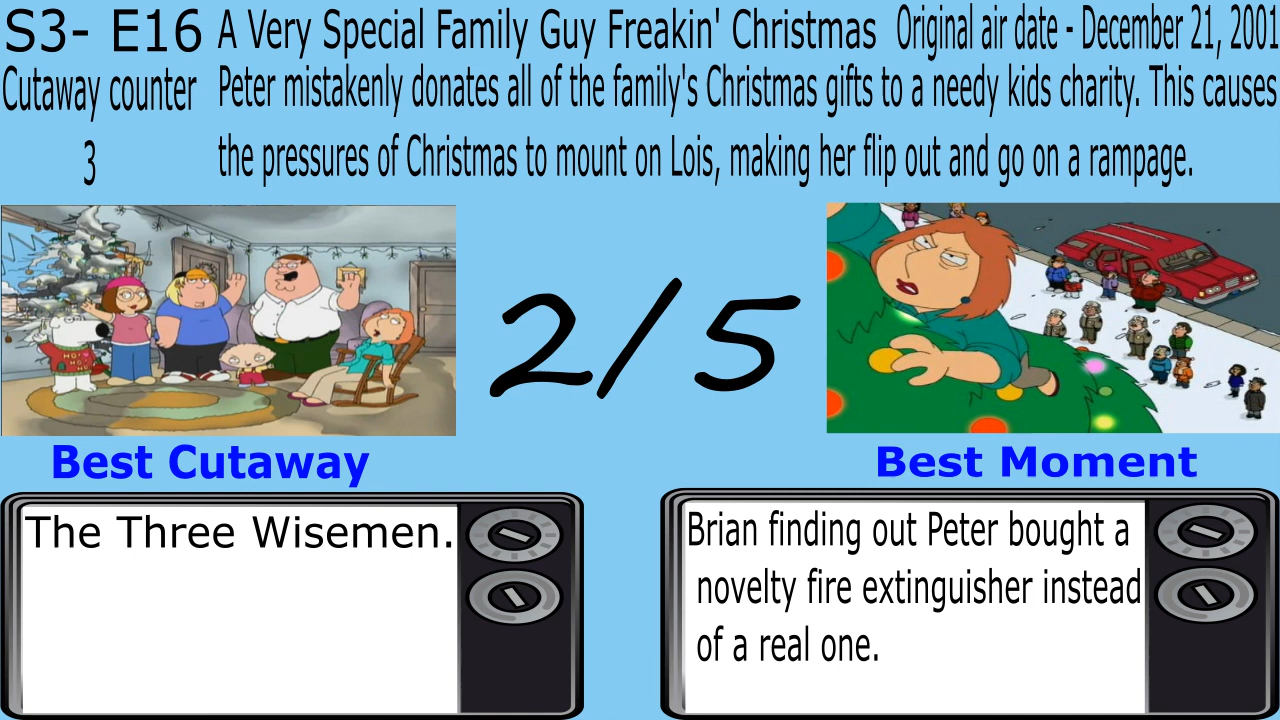 S3- E16 A Very Special Family Guy Freakin' Christmas Original air date - December 21, 2001
Cutaway counter
3
Peter mistakenly donates all of the family's Christmas gifts to a needy kids charity. This causes
the pressures of Christmas to mount on Lois, making her flip out and go on a rampage.
HO!
HO! HO!
2/5
Best Cutaway
Best Moment
The Three Wisemen.
Brian finding out Peter bought a
novelty fire extinguisher instead
of a real one.